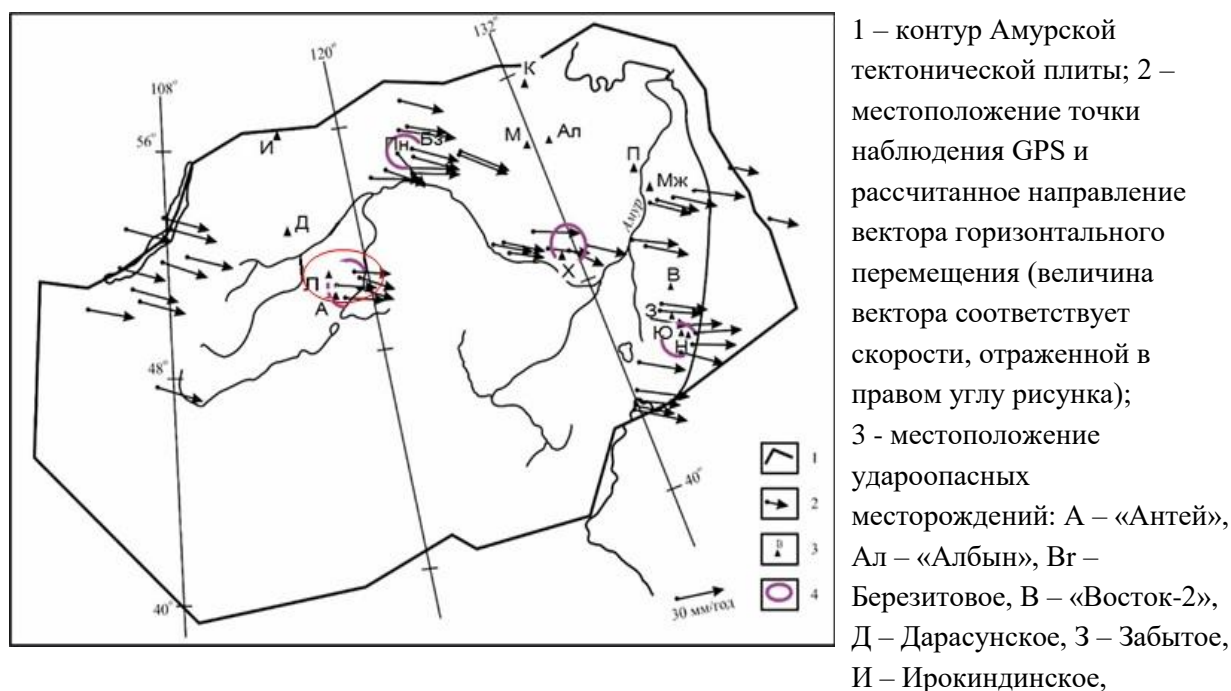 132°
120°
108°
56°
К
И
М
Ал
Пн
Бз
П
Мж
Амур
Д
Х
П
А
В
З
Ю
Н
48°
40°
40°
30 мм/год
1
2
3
4
1 – контур Амурской
тектонической плиты; 2 –
местоположение точки
наблюдения GPS и
рассчитанное направление
вектора горизонтального
перемещения (величина
вектора соответствует
скорости, отраженной в
правом углу рисунка);
3 - местоположение
удароопасных
месторождений: А – «Антей»,
Ал – «Албын», Br –
Березитовое, В – «Восток-2»,
Д – Дарасунское, З – Забытое,
И – Ирокиндинское,